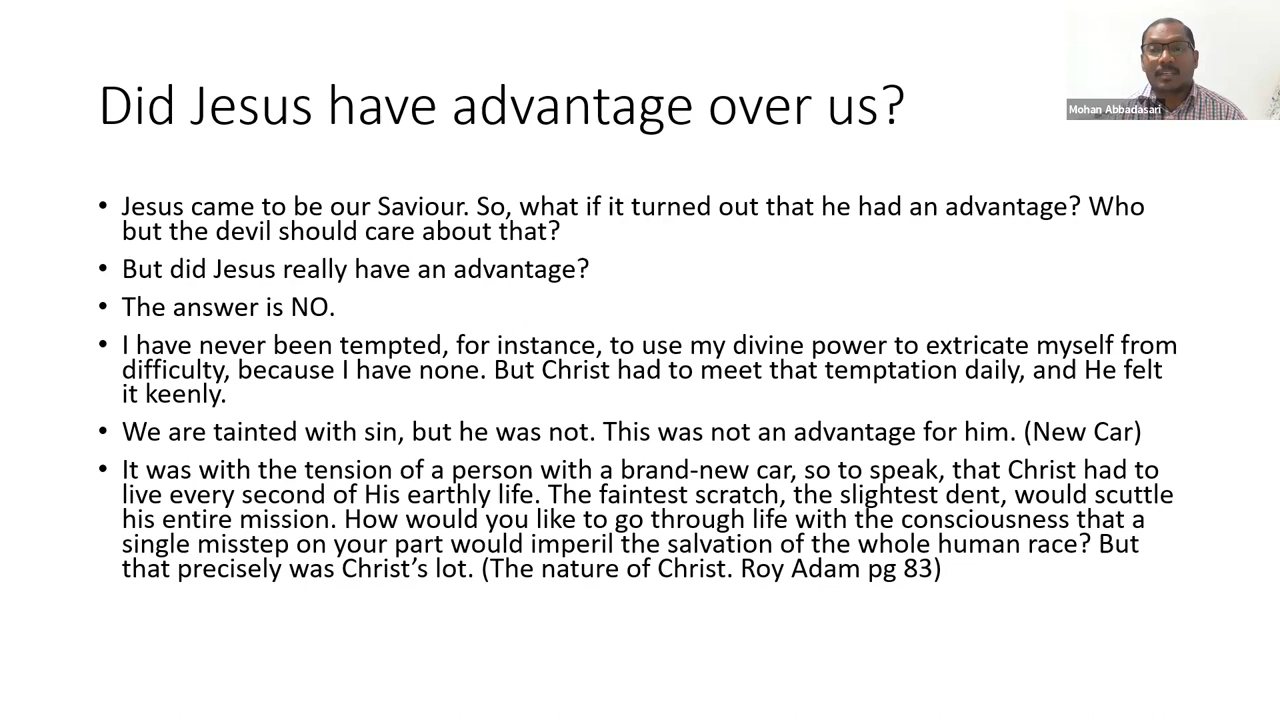 Did Jesus have advantage over us?
Mohan Abbadasari
• Jesus came to be our Saviour. So, what if it turned out that he had an advantage? Who
but the devil should care about that?
• But did Jesus really have an advantage?
• The answer is NO.
• I have never been tempted, for instance, to use my divine power to extricate myself from
difficulty, because I have none. But Christ had to meet that temptation daily, and He felt
it keenly.
• We are tainted with sin, but he was not. This was not an advantage for him. (New Car)
• It was with the tension of a person with a brand-new car, so to speak, that Christ had to
live every second of His earthly life. The faintest scratch, the slightest dent, would scuttle
his entire mission. How would you like to go through life with the consciousness that a
single misstep on your part would imperil the salvation of the whole human race? But
that precisely was Christ’s lot. (The nature of Christ. Roy Adam pg 83)